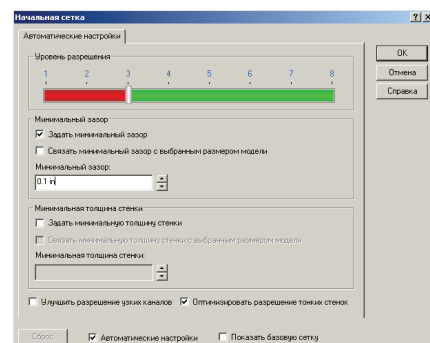 Начальная сетка
Автоматические настройки
Уровень разрешения
1 2 3 4 5 6 7 8
OK
Отмена
Справка
Минимальный зазор
Задать минимальный зазор
Связать минимальный зазор с выбранным размером модели
Минимальный зазор:
0.1 in
Минимальная толщина стенки
Задать минимальную толщину стенки
Связать минимальную толщину стенки с выбранным размером модели
Минимальная толщина стенки:
Улучшить разрешение узких каналов Оптимизировать разрешение тонких стенок
Сброс Автоматические настройки Показать базовую сетку